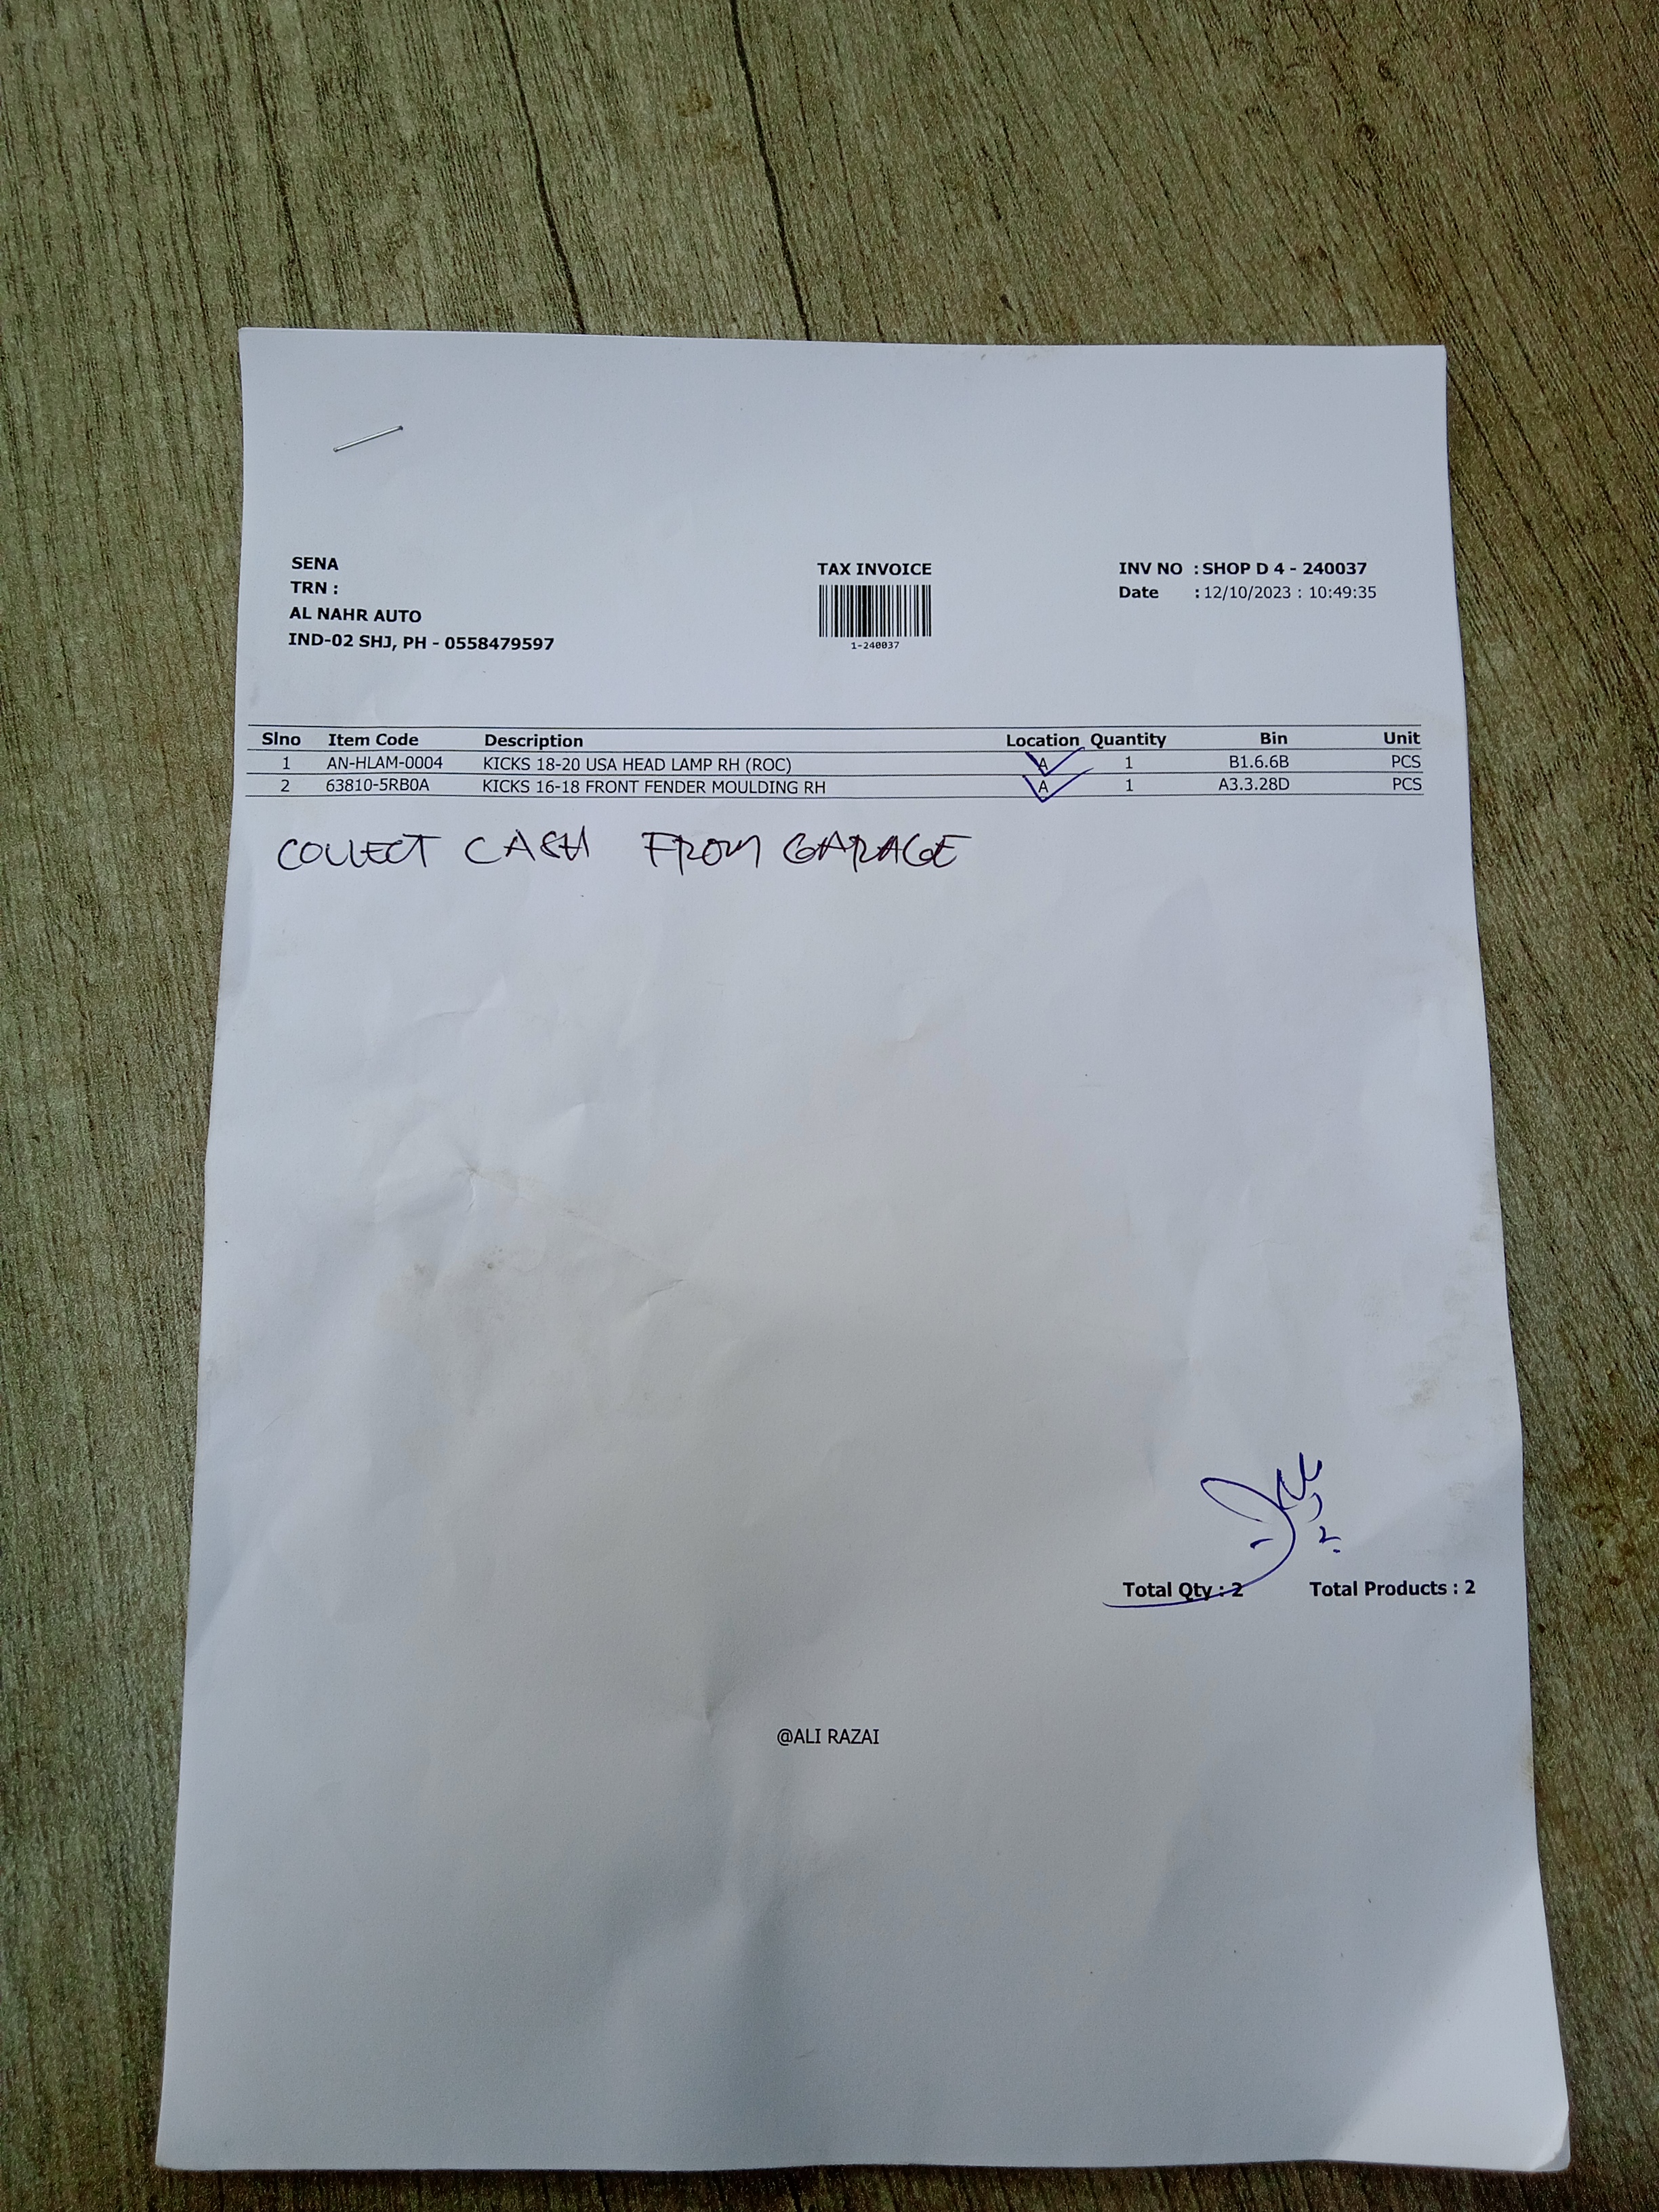 SENA
TRN :
AL NAHR AUTO
IND-02 SHJ, PH - 0558479597
TAX INVOICE
1-240037
INV NO : SHOP D 4 - 240037
Date : 12/10/2023 : 10:49:35
Slno Item Code Description Location Quantity Bin Unit
1 AN-HLAM-0004 KICKS 18-20 USA HEAD LAMP RH (ROC) A 1 B1.6.6B PCS
2 63810-5RB0A KICKS 16-18 FRONT FENDER MOULDING RH A 1 A3.3.28D PCS
COLLECT CASH FROM GARAGE
Total Qty : 2 Total Products : 2
@ALI RAZAI